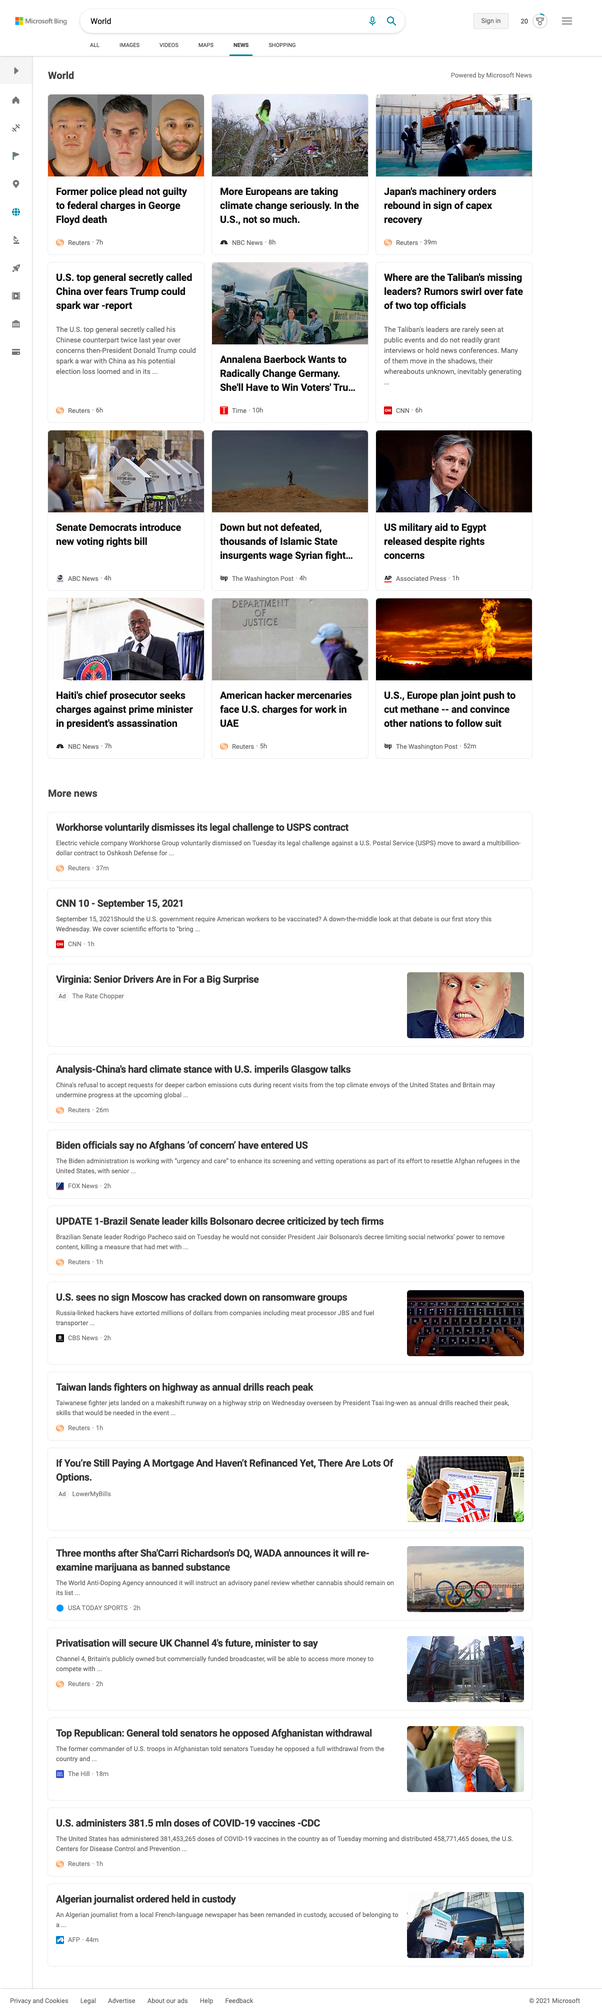 Microsoft Bing
World
Sign in
20
ALL IMAGES VIDEOS MAPS NEWS SHOPPING
World
Powered by Microsoft News
Former police plead not guilty
to federal charges in George
Floyd death
Reuters · 7h
More Europeans are taking
climate change seriously. In the
U.S., not so much.
NBC News · 8h
Japan's machinery orders
rebound in sign of capex
recovery
Reuters · 39m
U.S. top general secretly called
China over fears Trump could
spark war -report
The U.S. top general secretly called his
Chinese counterpart twice last year over
concerns then-President Donald Trump could
spark a war with China as his potential
election loss loomed and in its ...
Reuters · 6h
Annalena Baerbock Wants to
Radically Change Germany.
She'll Have to Win Voters' Tru...
Time · 10h
Where are the Taliban's missing
leaders? Rumors swirl over fate
of two top officials
The Taliban's leaders are rarely seen at
public events and do not readily grant
interviews or hold news conferences. Many
of them move in the shadows, their
whereabouts unknown, inevitably generating
...
CNN · 6h
Senate Democrats introduce
new voting rights bill
ABC News · 4h
Down but not defeated,
thousands of Islamic State
insurgents wage Syrian fight...
The Washington Post · 4h
US military aid to Egypt
released despite rights
concerns
AP Associated Press · 1h
Haiti's chief prosecutor seeks
charges against prime minister
in president's assassination
NBC News · 7h
DEPARTMENT
OF
JUSTICE
American hacker mercenaries
face U.S. charges for work in
UAE
Reuters · 5h
U.S., Europe plan joint push to
cut methane -- and convince
other nations to follow suit
The Washington Post · 52m
More news
Workhorse voluntarily dismisses its legal challenge to USPS contract
Electric vehicle company Workhorse Group voluntarily dismissed on Tuesday its legal challenge against a U.S. Postal Service (USPS) move to award a multibillion-
dollar contract to Oshkosh Defense for ...
Reuters · 37m
CNN 10 - September 15, 2021
September 15, 2021Should the U.S. government require American workers to be vaccinated? A down-the-middle look at that debate is our first story this
Wednesday. We cover scientific efforts to "bring ...
CNN · 1h
Virginia: Senior Drivers Are in For a Big Surprise
Ad The Rate Chopper
Analysis-China's hard climate stance with U.S. imperils Glasgow talks
China's refusal to accept requests for deeper carbon emissions cuts during recent visits from the top climate envoys of the United States and Britain may
undermine progress at the upcoming global ...
Reuters · 26m
Biden officials say no Afghans 'of concern' have entered US
The Biden administration is working with "urgency and care" to enhance its screening and vetting operations as part of its effort to resettle Afghan refugees in the
United States, with senior ...
FOX News · 2h
UPDATE 1-Brazil Senate leader kills Bolsonaro decree criticized by tech firms
Brazilian Senate leader Rodrigo Pacheco said on Tuesday he would not consider President Jair Bolsonaro's decree limiting social networks' power to remove
content, killing a measure that had met with ...
Reuters · 1h
U.S. sees no sign Moscow has cracked down on ransomware groups
Russia-linked hackers have extorted millions of dollars from companies including meat processor JBS and fuel
transporter ...
CBS News · 2h
Taiwan lands fighters on highway as annual drills reach peak
Taiwanese fighter jets landed on a makeshift runway on a highway strip on Wednesday overseen by President Tsai Ing-wen as annual drills reached their peak,
skills that would be needed in the event ...
Reuters · 1h
If You're Still Paying A Mortgage And Haven't Refinanced Yet, There Are Lots Of
Options.
Ad LowerMyBills
PAID
IN
FULL
Three months after Sha'Carri Richardson's DQ, WADA announces it will re-
examine marijuana as banned substance
The World Anti-Doping Agency announced it will instruct an advisory panel review whether cannabis should remain on
its list ...
USA TODAY SPORTS · 2h
Privatisation will secure UK Channel 4's future, minister to say
Channel 4, Britain's publicly owned but commercially funded broadcaster, will be able to access more money to
compete with ...
Reuters · 2h
Top Republican: General told senators he opposed Afghanistan withdrawal
The former commander of U.S. troops in Afghanistan told senators Tuesday he opposed a full withdrawal from the
country and ...
The Hill · 18m
U.S. administers 381.5 mln doses of COVID-19 vaccines -CDC
The United States has administered 381,453,265 doses of COVID-19 vaccines in the country as of Tuesday morning and distributed 458,771,465 doses, the U.S.
Centers for Disease Control and Prevention ...
Reuters · 1h
Algerian journalist ordered held in custody
An Algerian journalist from a local French-language newspaper has been remanded in custody, accused of belonging to
a ...
AFP · 44m
Privacy and Cookies Legal Advertise About our ads Help Feedback
© 2021 Microsoft